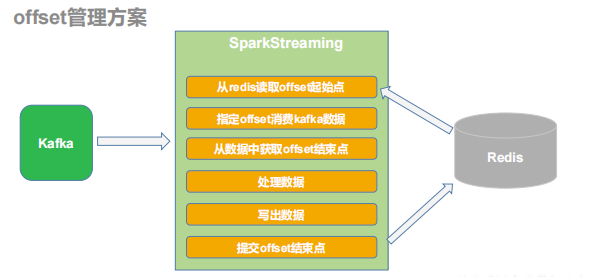 offset管理方案
SparkStreaming
从redis读取offset起始点
指定offset消费kafka数据
从数据中获取offset结束点
处理数据
写出数据
提交offset结束点
Kafka
Redis